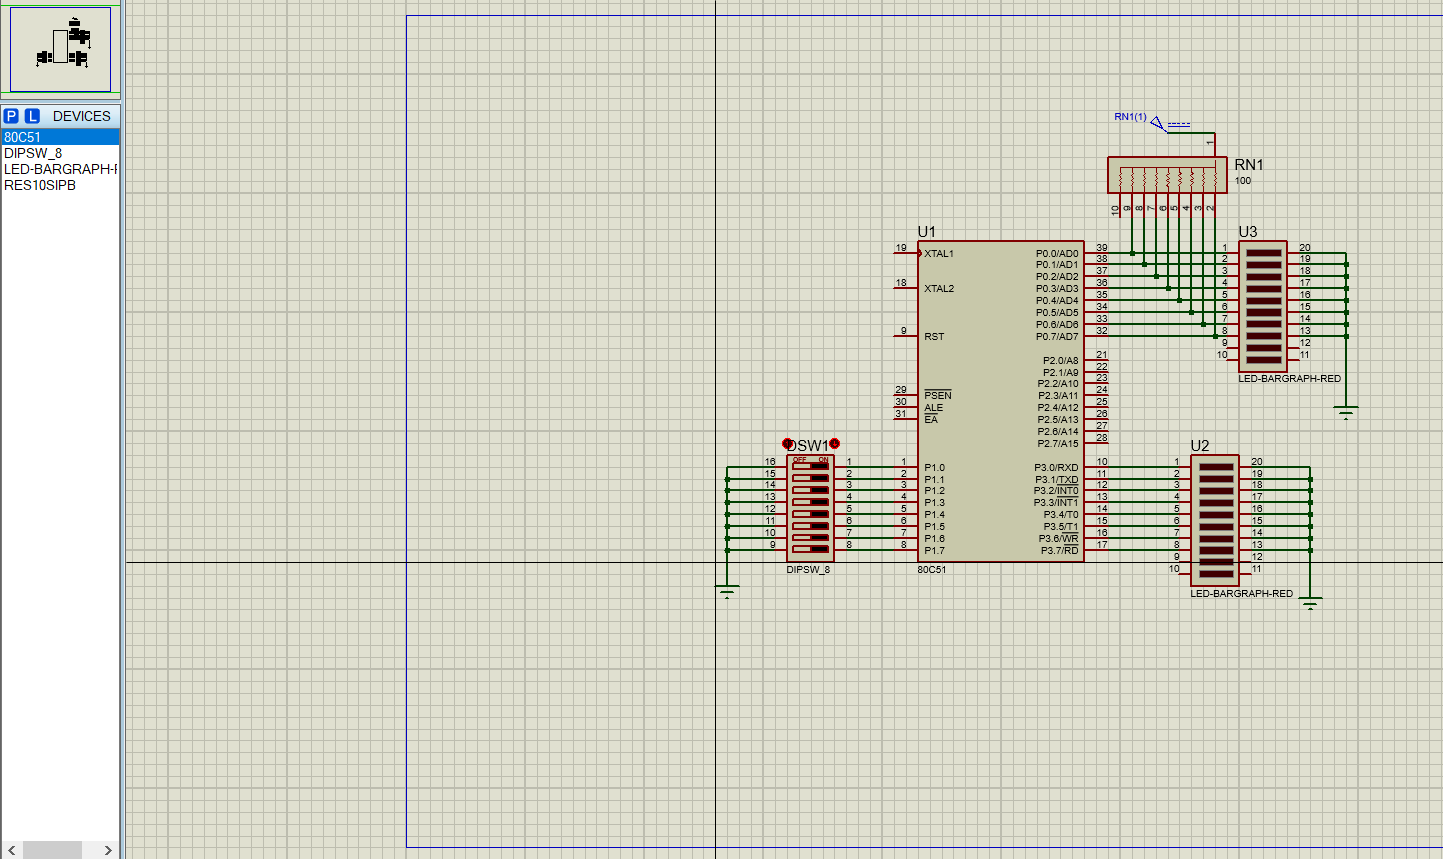 P L DEVICES
80C51
DIPSW_8
LED-BARGRAPH-
RES10SIPB
RN1(1)
1
RN1
100
10 9 8 7 6 5 4 3 2
U1
U3
19 XTAL1 P0.0/AD0 39 1 20
P0.1/AD1 38 2 19
P0.2/AD2 37 3 18
18 XTAL2 P0.3/AD3 36 4 17
P0.4/AD4 35 5 16
P0.5/AD5 34 6 15
P0.6/AD6 33 7 14
9 RST P0.7/AD7 32 8 13
9 12
10 11
LED-BARGRAPH-RED
P2.0/A8 21
P2.1/A9 22
P2.2/A10 23
29 PSEN P2.3/A11 24
30 ALE P2.4/A12 25
31 EA P2.5/A13 26
P2.6/A14 27
P2.7/A15 28
DSW1
U2
OFF ON
16 1 1 P1.0 P3.0/RXD 10 1 20
15 2 2 P1.1 P3.1/TXD 11 2 19
14 3 3 P1.2 P3.2/INT0 12 3 18
13 4 4 P1.3 P3.3/INT1 13 4 17
12 5 5 P1.4 P3.4/T0 14 5 16
11 6 6 P1.5 P3.5/T1 15 6 15
10 7 7 P1.6 P3.6/WR 16 7 14
9 8 8 P1.7 P3.7/RD 17 8 13
9 12
10 11
DIPSW_8
80C51
LED-BARGRAPH-RED